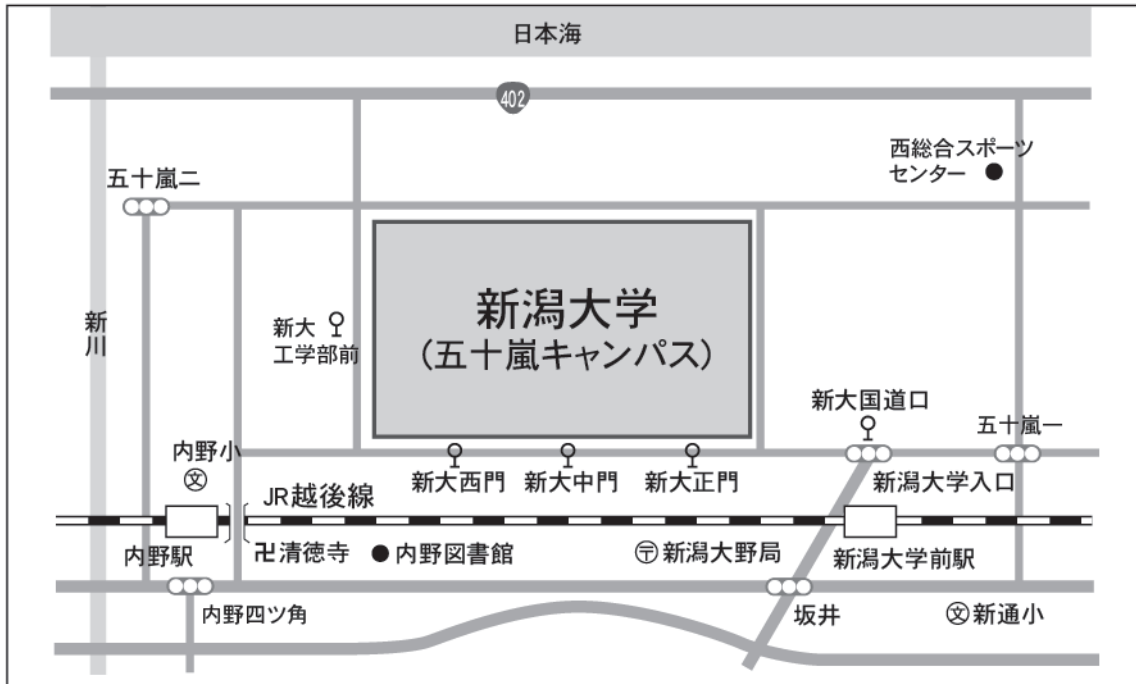 日本海
402
西総合スポーツ
センター
五十嵐二
新川
新大
工学部前
新潟大学
(五十嵐キャンパス)
新大国道口
五十嵐一
内野小
文
新大西門
新大中門
新大正門
新潟大学入口
JR越後線
内野駅
卍清徳寺
内野図書館
〒新潟大野局
新潟大学前駅
内野四ツ角
坂井
文新通小